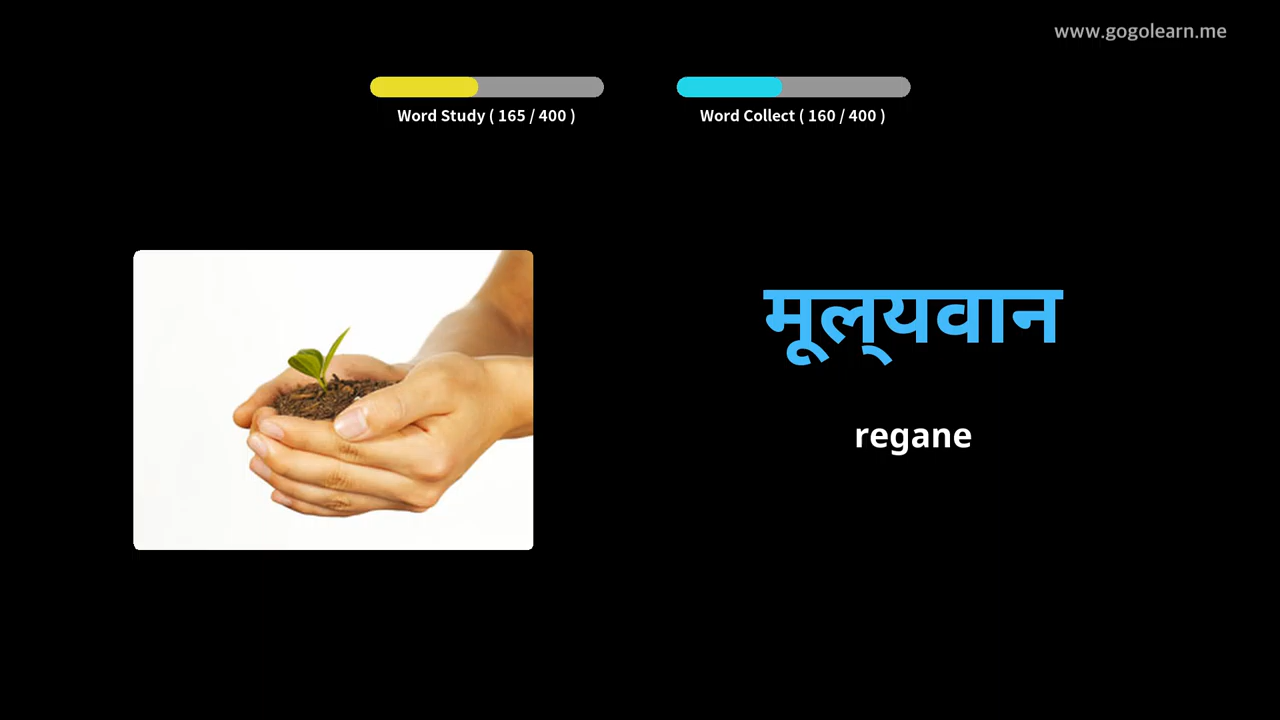 www.gogolearn.me
Word Study ( 165 / 400 )
Word Collect ( 160 / 400 )
मूल्‌यवान
regane